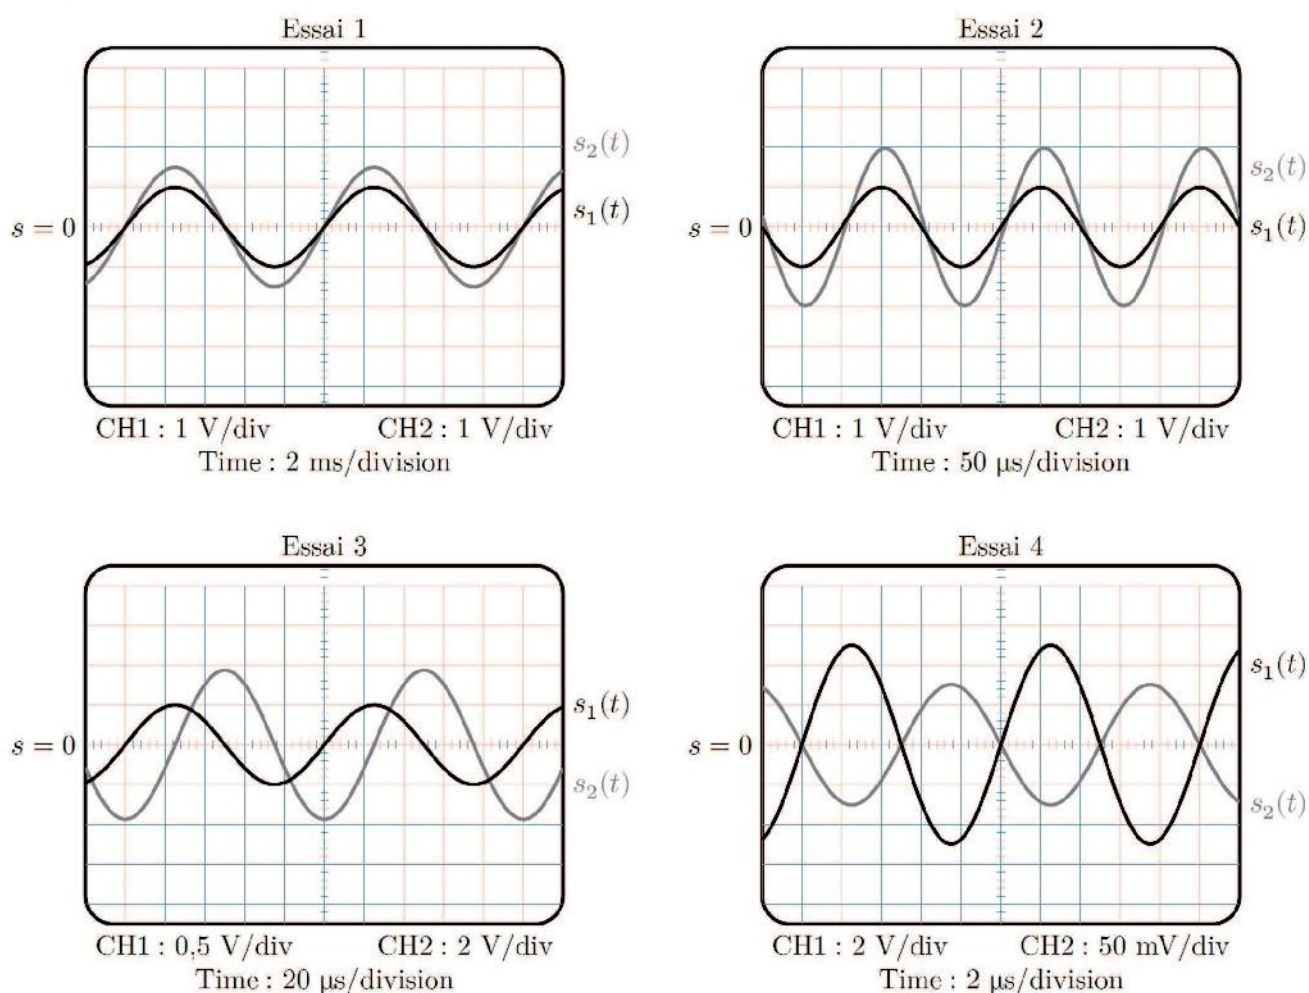 Essai 1
Essai 2
s₂(t)
s₁(t)
s = 0
s₂(t)
s₁(t)
s = 0
CH1 : 1 V/div CH2 : 1 V/div
Time : 2 ms/division
CH1 : 1 V/div CH2 : 1 V/div
Time : 50 μs/division
Essai 3
Essai 4
s₁(t)
s = 0
s₂(t)
s₁(t)
s = 0
s₂(t)
CH1 : 0,5 V/div CH2 : 2 V/div
Time : 20 μs/division
CH1 : 2 V/div CH2 : 50 mV/div
Time : 2 μs/division